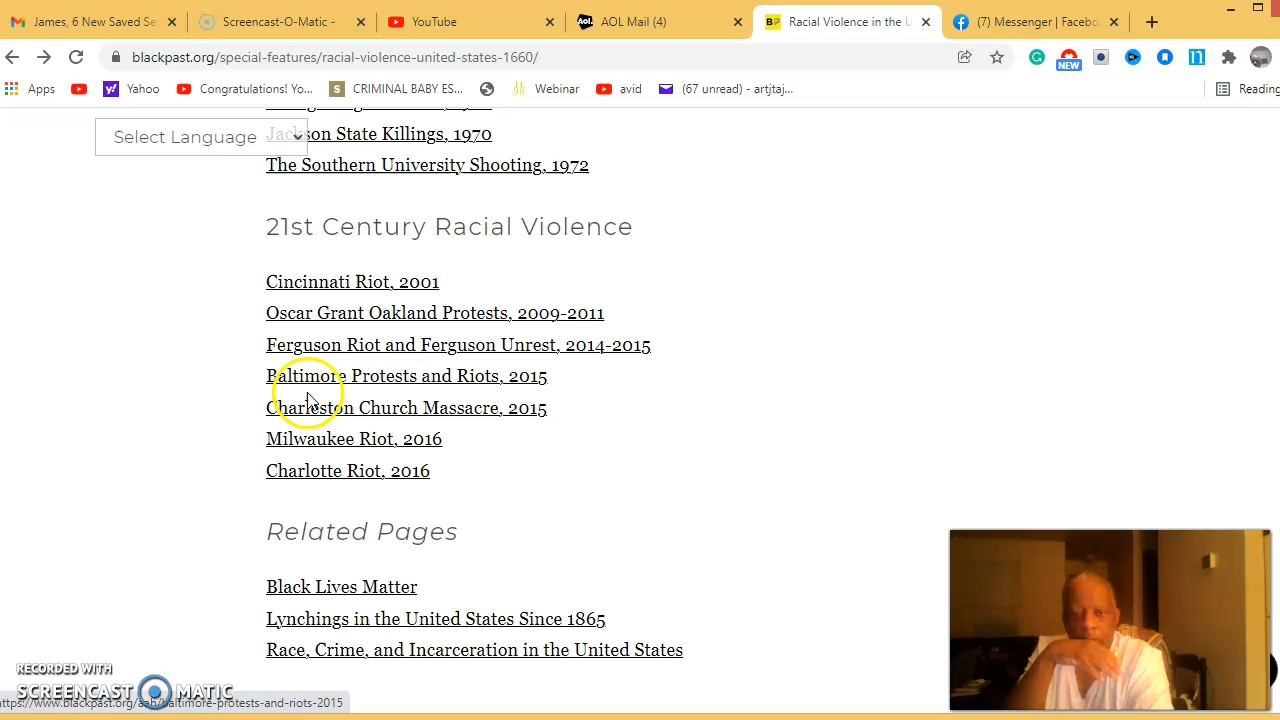 James, 6 New Saved Se
Screencast-O-Matic -
YouTube
Aol.
AOL Mail (4)
BP
Racial Violence in the U
(7) Messenger | Facebo
blackpast.org/special-features/racial-violence-united-states-1660/
NEW
Apps
Yahoo
Congratulations! Yo...
S
CRIMINAL BABY ES...
Webinar
avid
(67 unread) - artjtaj...
Reading
Select Language
Jackson State Killings, 1970
The Southern University Shooting, 1972
21st Century Racial Violence
Cincinnati Riot, 2001
Oscar Grant Oakland Protests, 2009-2011
Ferguson Riot and Ferguson Unrest, 2014-2015
Baltimore Protests and Riots, 2015
Charleston Church Massacre, 2015
Milwaukee Riot, 2016
Charlotte Riot, 2016
Related Pages
Black Lives Matter
Lynchings in the United States Since 1865
Race, Crime, and Incarceration in the United States
RECORDED WITH
SCREENCAST MATIC
https://www.blackpast.org/aah/baltimore-protests-and-riots-2015